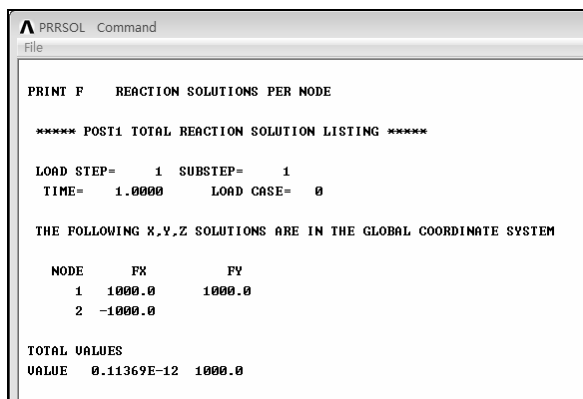 PRRSOL Command
File
PRINT F REACTION SOLUTIONS PER NODE
***** POST1 TOTAL REACTION SOLUTION LISTING *****
LOAD STEP= 1 SUBSTEP= 1
TIME= 1.0000 LOAD CASE= 0
THE FOLLOWING X,Y,Z SOLUTIONS ARE IN THE GLOBAL COORDINATE SYSTEM
NODE FX FY
1 1000.0 1000.0
2 -1000.0
TOTAL VALUES
VALUE 0.11369E-12 1000.0